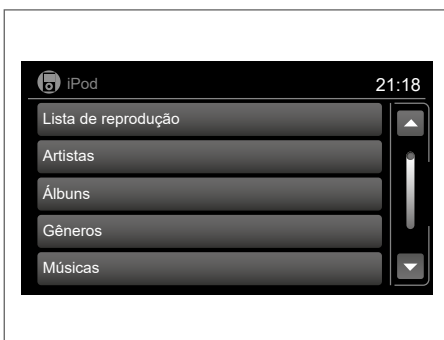 iPod
21:18
Lista de reprodução
Artistas
Álbuns
Gêneros
Músicas